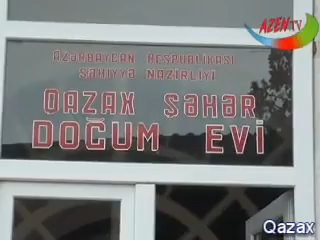 AZEN TV
AZƏRBAYCAN RESPUBLİKASI
SƏHİYYƏ NAZİRLİYİ
QAZAX ŞƏHƏR
DOĞUM EVİ
Qazax